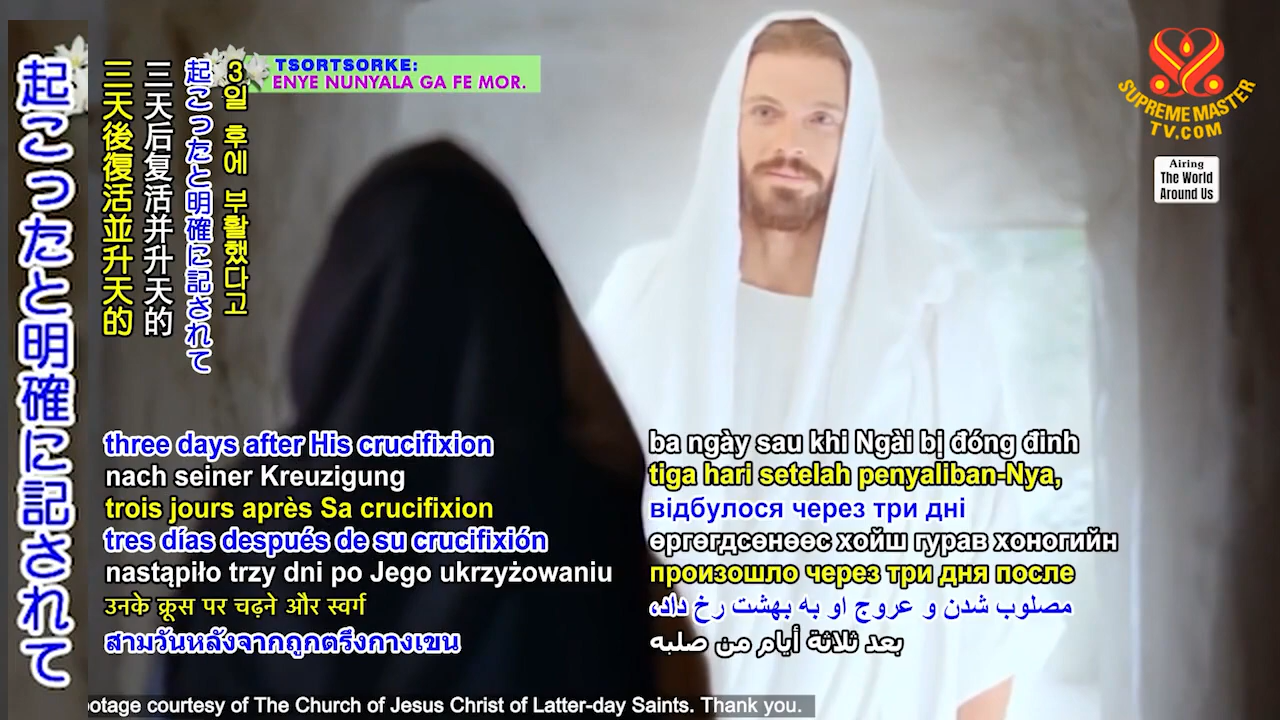 起こったと明確に記されて
三天後復活並升天的
三天后复活并升天的
起こったと明確に記されて
3일 후에 부활했다고
TSORTSORKE:
ENYE NUNYALA GA FE MOR.
SUPREME MASTER
TV.COM
Airing
The World
Around Us
three days after His crucifixion
nach seiner Kreuzigung
trois jours après Sa crucifixion
tres días después de su crucifixión
nastąpiło trzy dni po Jego ukrzyżowaniu
उनके क्रूस पर चढ़ने और स्वर्ग
สามวันหลังจากถูกตรึงกางเขน
ba ngày sau khi Ngài bị đóng đinh
tiga hari setelah penyaliban-Nya,
відбулося через три дні
өргөгдсөнөөс хойш гурав хоногийн
произошло через три дня после
مصلوب شدن و عروج او به بهشت رخ داد،
بعد ثلاثة أيام من صلبه
ootage courtesy of The Church of Jesus Christ of Latter-day Saints. Thank you.